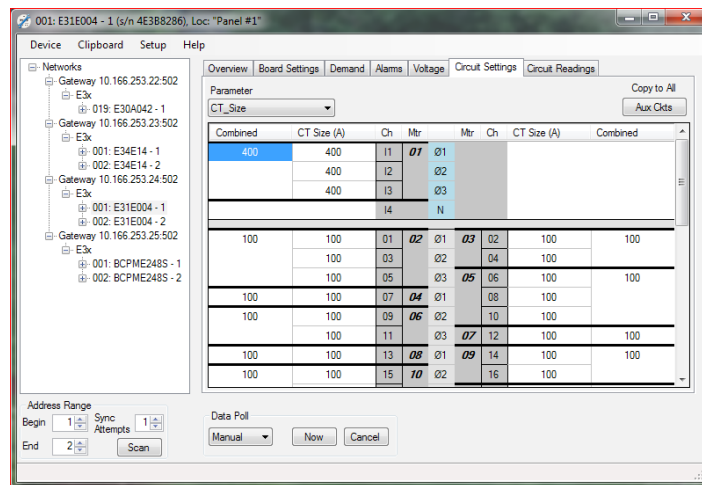 001: E31E004 - 1 (s/n 4E3B8286), Loc: "Panel #1"
Device Clipboard Setup Help
Networks
Gateway 10.166.253.22:502
E3x
019: E30A042 - 1
Gateway 10.166.253.23:502
E3x
001: E34E14 - 1
002: E34E14 - 2
Gateway 10.166.253.24:502
E3x
001: E31E004 - 1
002: E31E004 - 2
Gateway 10.166.253.25:502
E3x
001: BCPME248S - 1
002: BCPME248S - 2
Overview Board Settings Demand Alarms Voltage Circuit Settings Circuit Readings
Parameter
CT_Size
Copy to All
Aux Ckts
Combined CT Size (A) Ch Mtr Mtr Ch CT Size (A) Combined
400 400 I1 01 Ø1
400 I2 Ø2
400 I3 Ø3
I4 N
100 100 01 02 Ø1 03 02 100 100
100 03 Ø2 04 100
100 05 Ø3 05 06 100 100
100 100 07 04 Ø1 08 100
100 100 09 06 Ø2 10 100
100 11 Ø3 07 12 100 100
100 100 13 08 Ø1 09 14 100 100
100 100 15 10 Ø2 16 100
Address Range
Begin 1 Sync Attempts 1
End 2 Scan
Data Poll
Manual Now Cancel